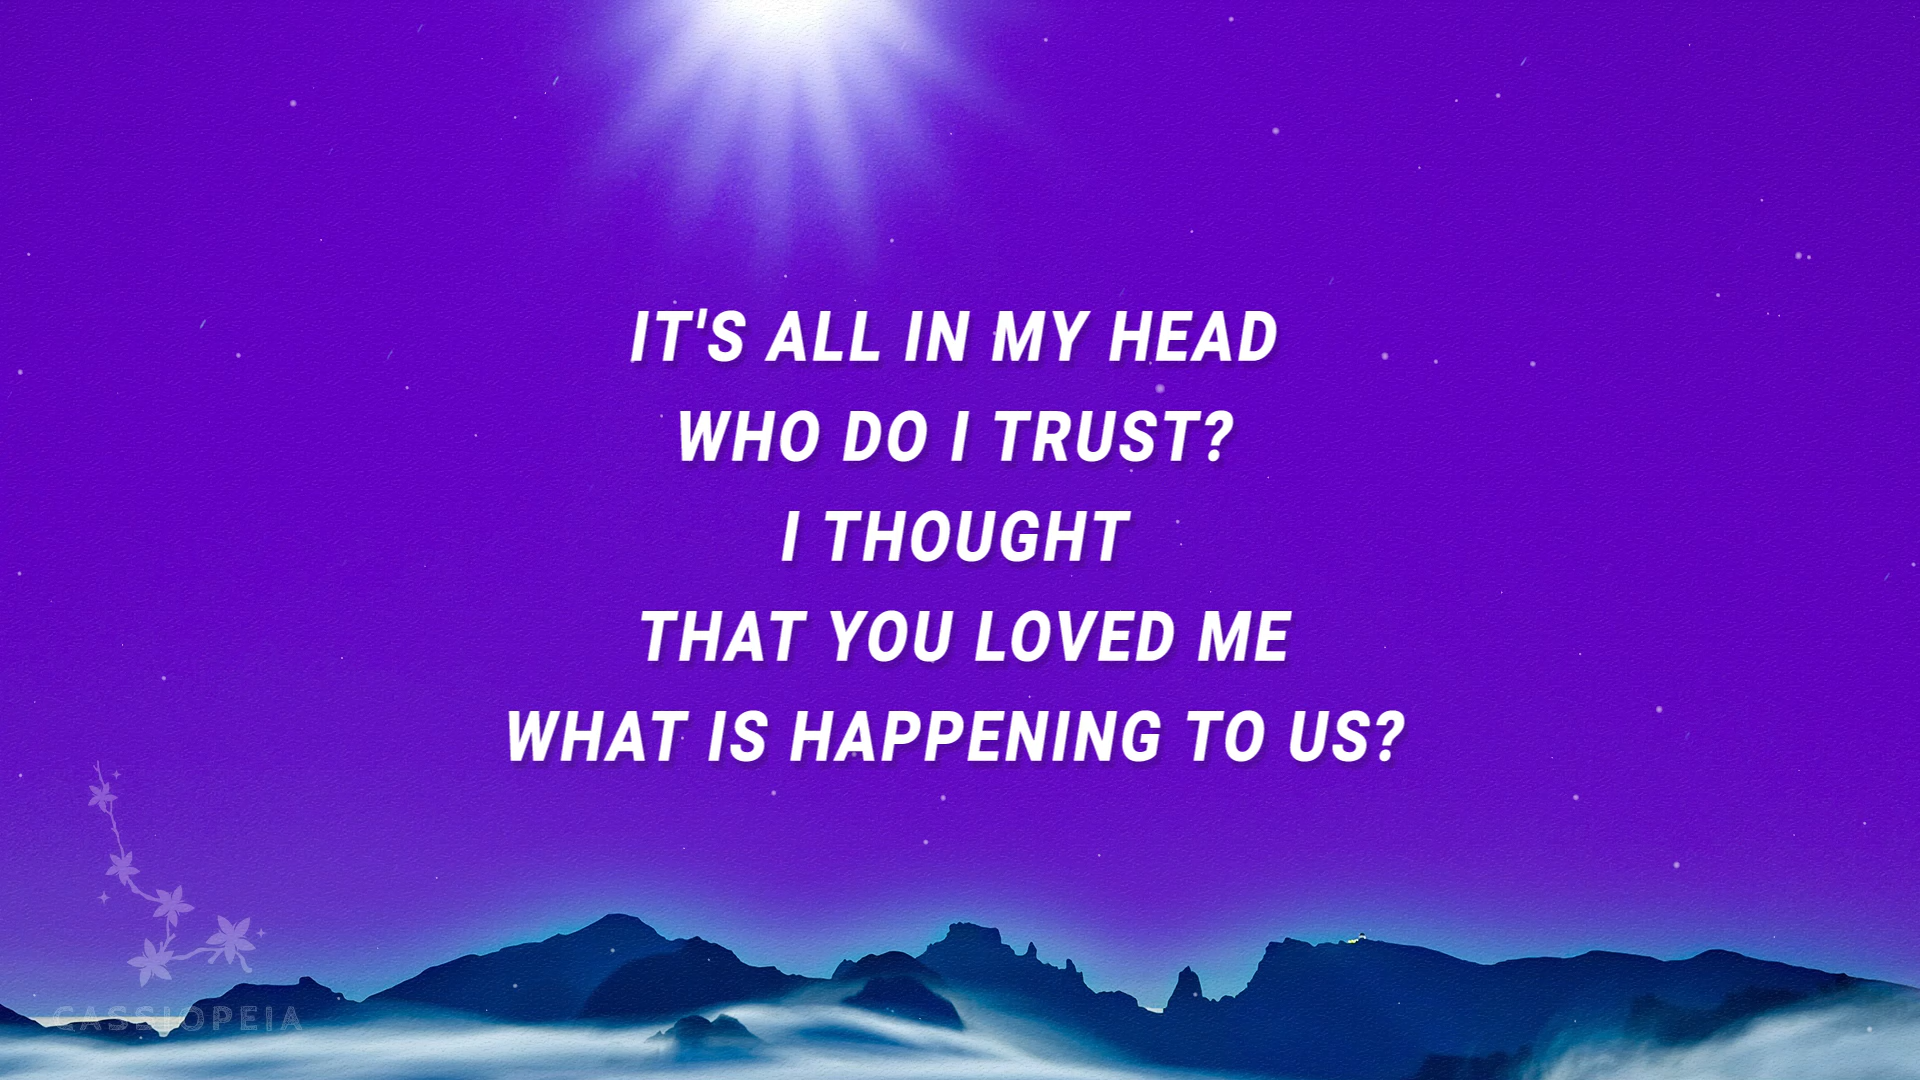 IT'S ALL IN MY HEAD
WHO DO I TRUST?
I THOUGHT
THAT YOU LOVED ME
WHAT IS HAPPENING TO US?
CASSIOPEIA